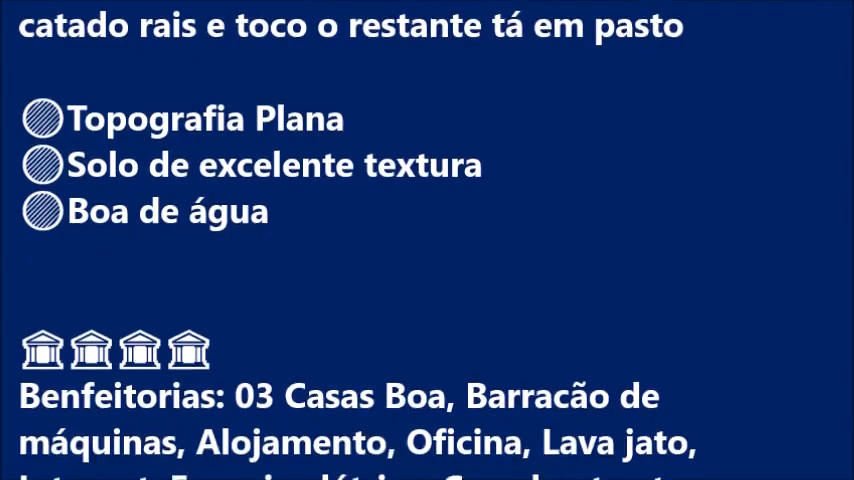 catado rais e toco o restante tá em pasto
Topografia Plana
Solo de excelente textura
Boa de água
Benfeitorias: 03 Casas Boa, Barracão de
máquinas, Alojamento, Oficina, Lava jato,